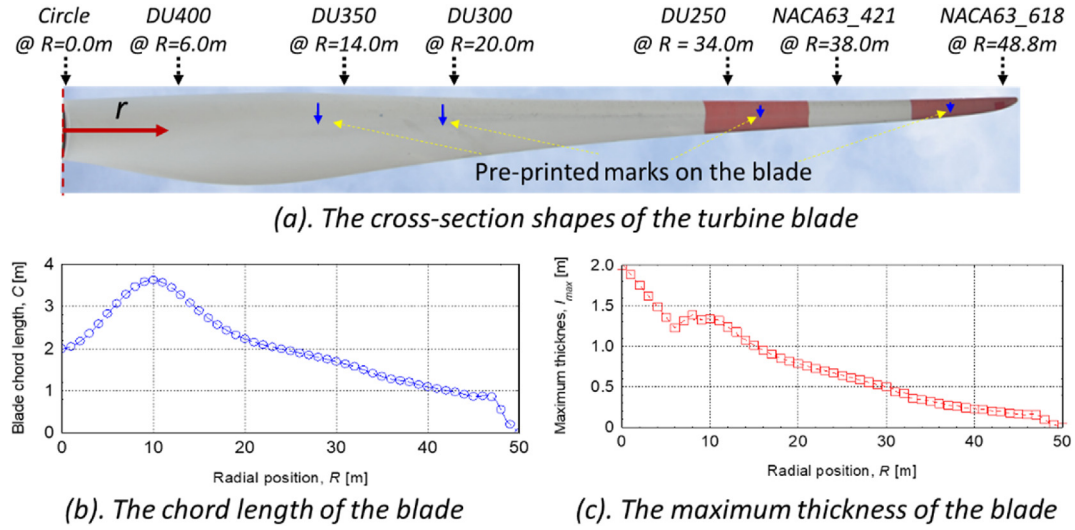 Circle DU400 DU350 DU300 DU250 NACA63_421 NACA63_618
@ R=0.0m @ R=6.0m @ R=14.0m @ R=20.0m @ R = 34.0m @ R=38.0m @ R=48.8m
r
Pre-printed marks on the blade
(a). The cross-section shapes of the turbine blade
Blade chord length, C [m]
4
3
2
1
0
0 10 20 30 40 50
Radial position, R [m]
(b). The chord length of the blade
Maximum thicknes, l max [m]
2.0
1.5
1.0
0.5
0
0 10 20 30 40 50
Radial position, R [m]
(c). The maximum thickness of the blade